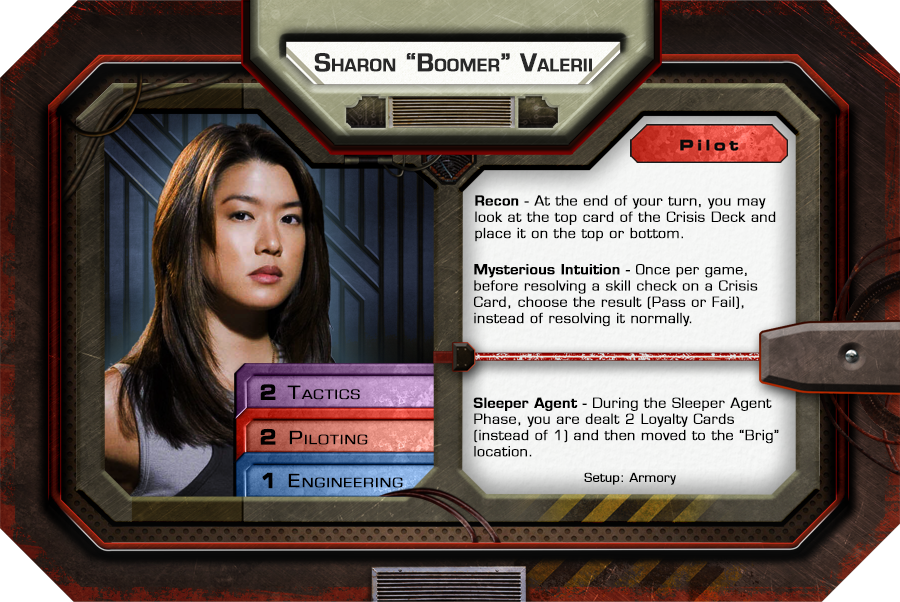 Sharon “Boomer” Valerii
Pilot
Recon - At the end of your turn, you may
look at the top card of the Crisis Deck and
place it on the top or bottom.
Mysterious Intuition - Once per game,
before resolving a skill check on a Crisis
Card, choose the result (Pass or Fail),
instead of resolving it normally.
Sleeper Agent - During the Sleeper Agent
Phase, you are dealt 2 Loyalty Cards
(instead of 1) and then moved to the “Brig”
location.
Setup: Armory
2 Tactics
2 Piloting
1 Engineering